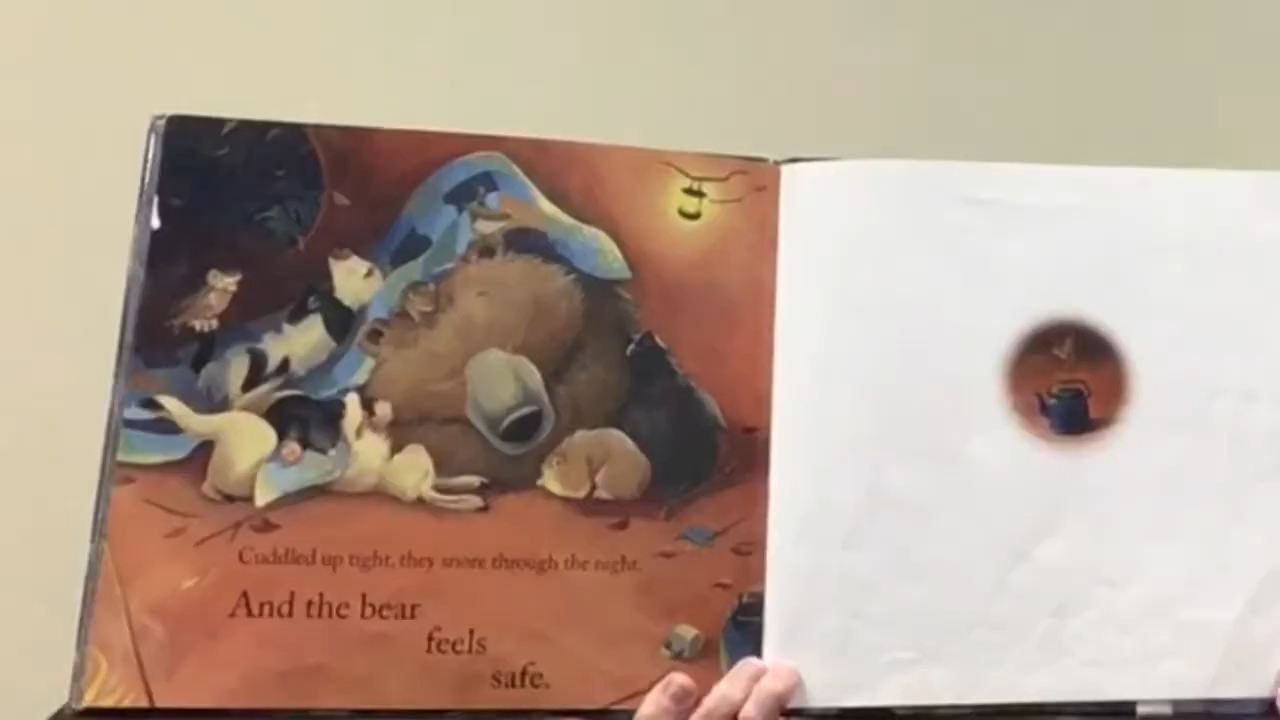 Cuddled up tight, they snore through the night.
And the bear
feels
safe.